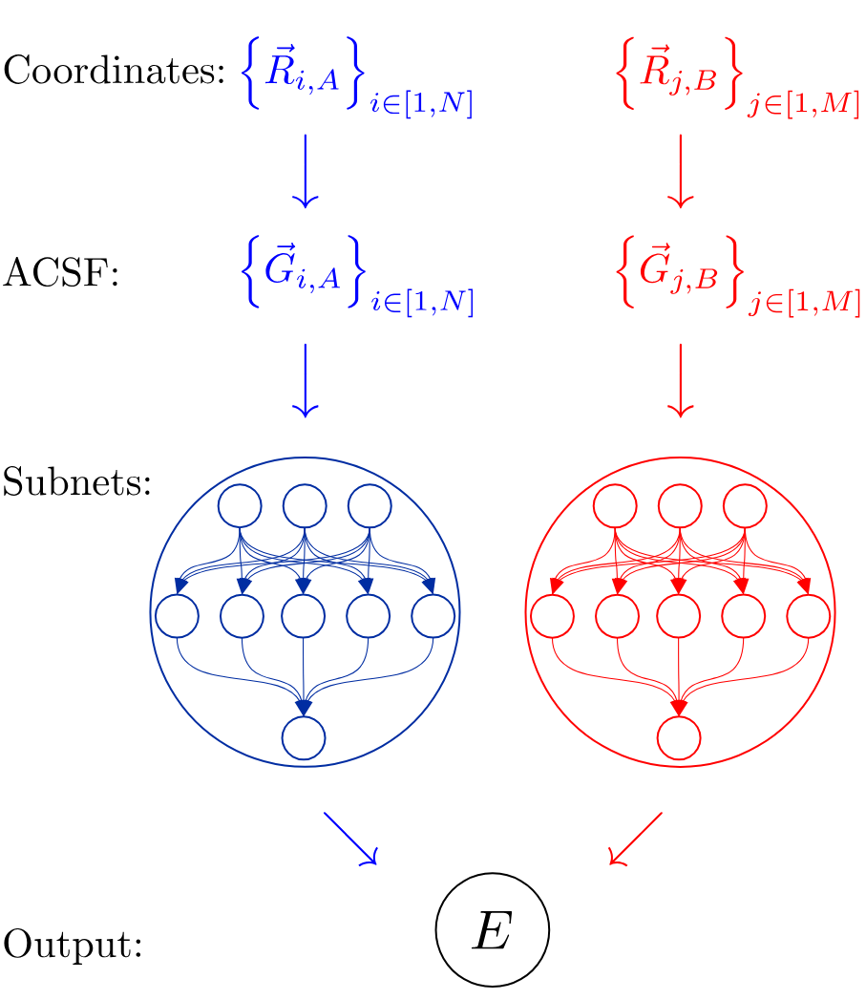 Coordinates: {R⃗_{i,A}}_{i∈[1,N]} {R⃗_{j,B}}_{j∈[1,M]}
ACSF: {G⃗_{i,A}}_{i∈[1,N]} {G⃗_{j,B}}_{j∈[1,M]}
Subnets:
Output: E